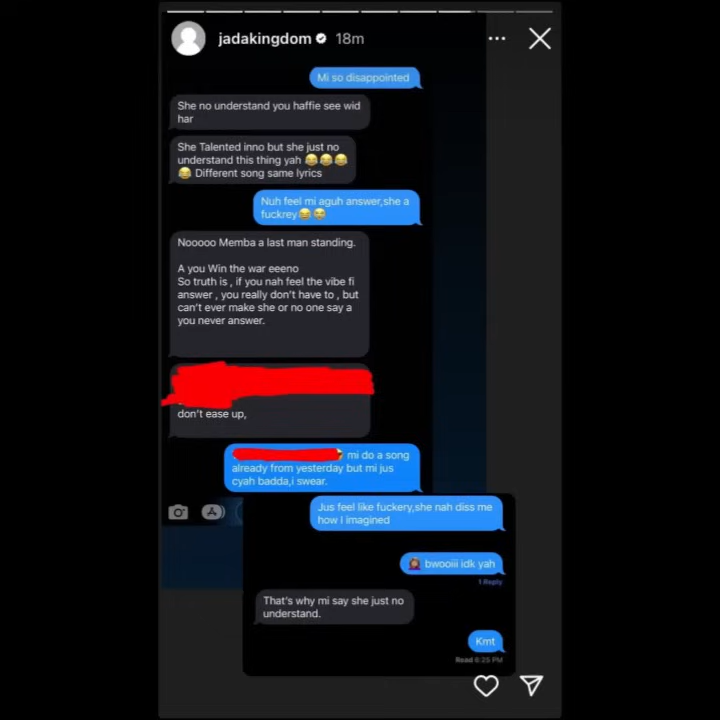 jadakingdom 18m
Mi so disappointed
She no understand you haffie see wid
har
She Talented inno but she just no
understand this thing yah 😂😂😂
😂 Different song same lyrics
Nuh feel mi aguh answer,she a
fuckrey😂😂
Nooooo Memba a last man standing.
A you Win the war eeeno
So truth is , if you nah feel the vibe fi
answer , you really don't have to , but
can't ever make she or no one say a
you never answer.
don't ease up,
mi do a song
already from yesterday but mi jus
cyah badda,i swear.
Jus feel like fuckery,she nah diss me
how I imagined
🤦🏾‍♀️ bwooiii idk yah
1 Reply
That's why mi say she just no
understand.
Kmt
Read 6:25 PM